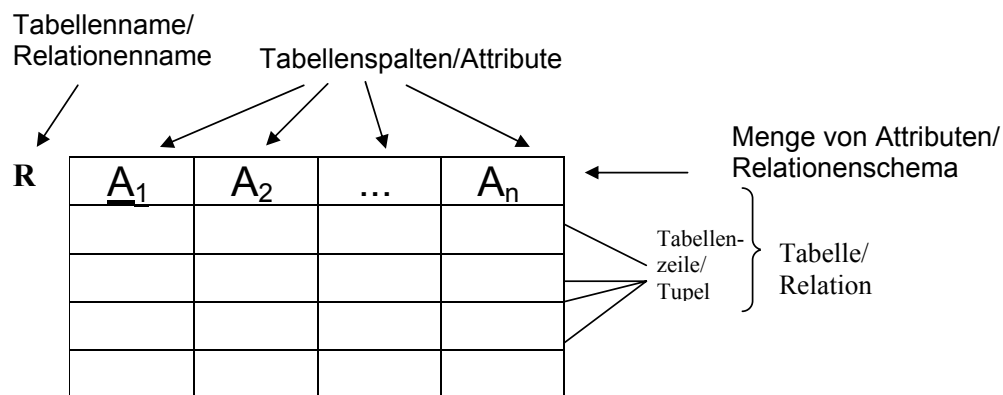 Tabellenname/
Relationenname
Tabellenspalten/Attribute
Menge von Attributen/
Relationenschema
R
A₁
A₂
...
Aₙ
Tabellen-
zeile/
Tupel
Tabelle/
Relation